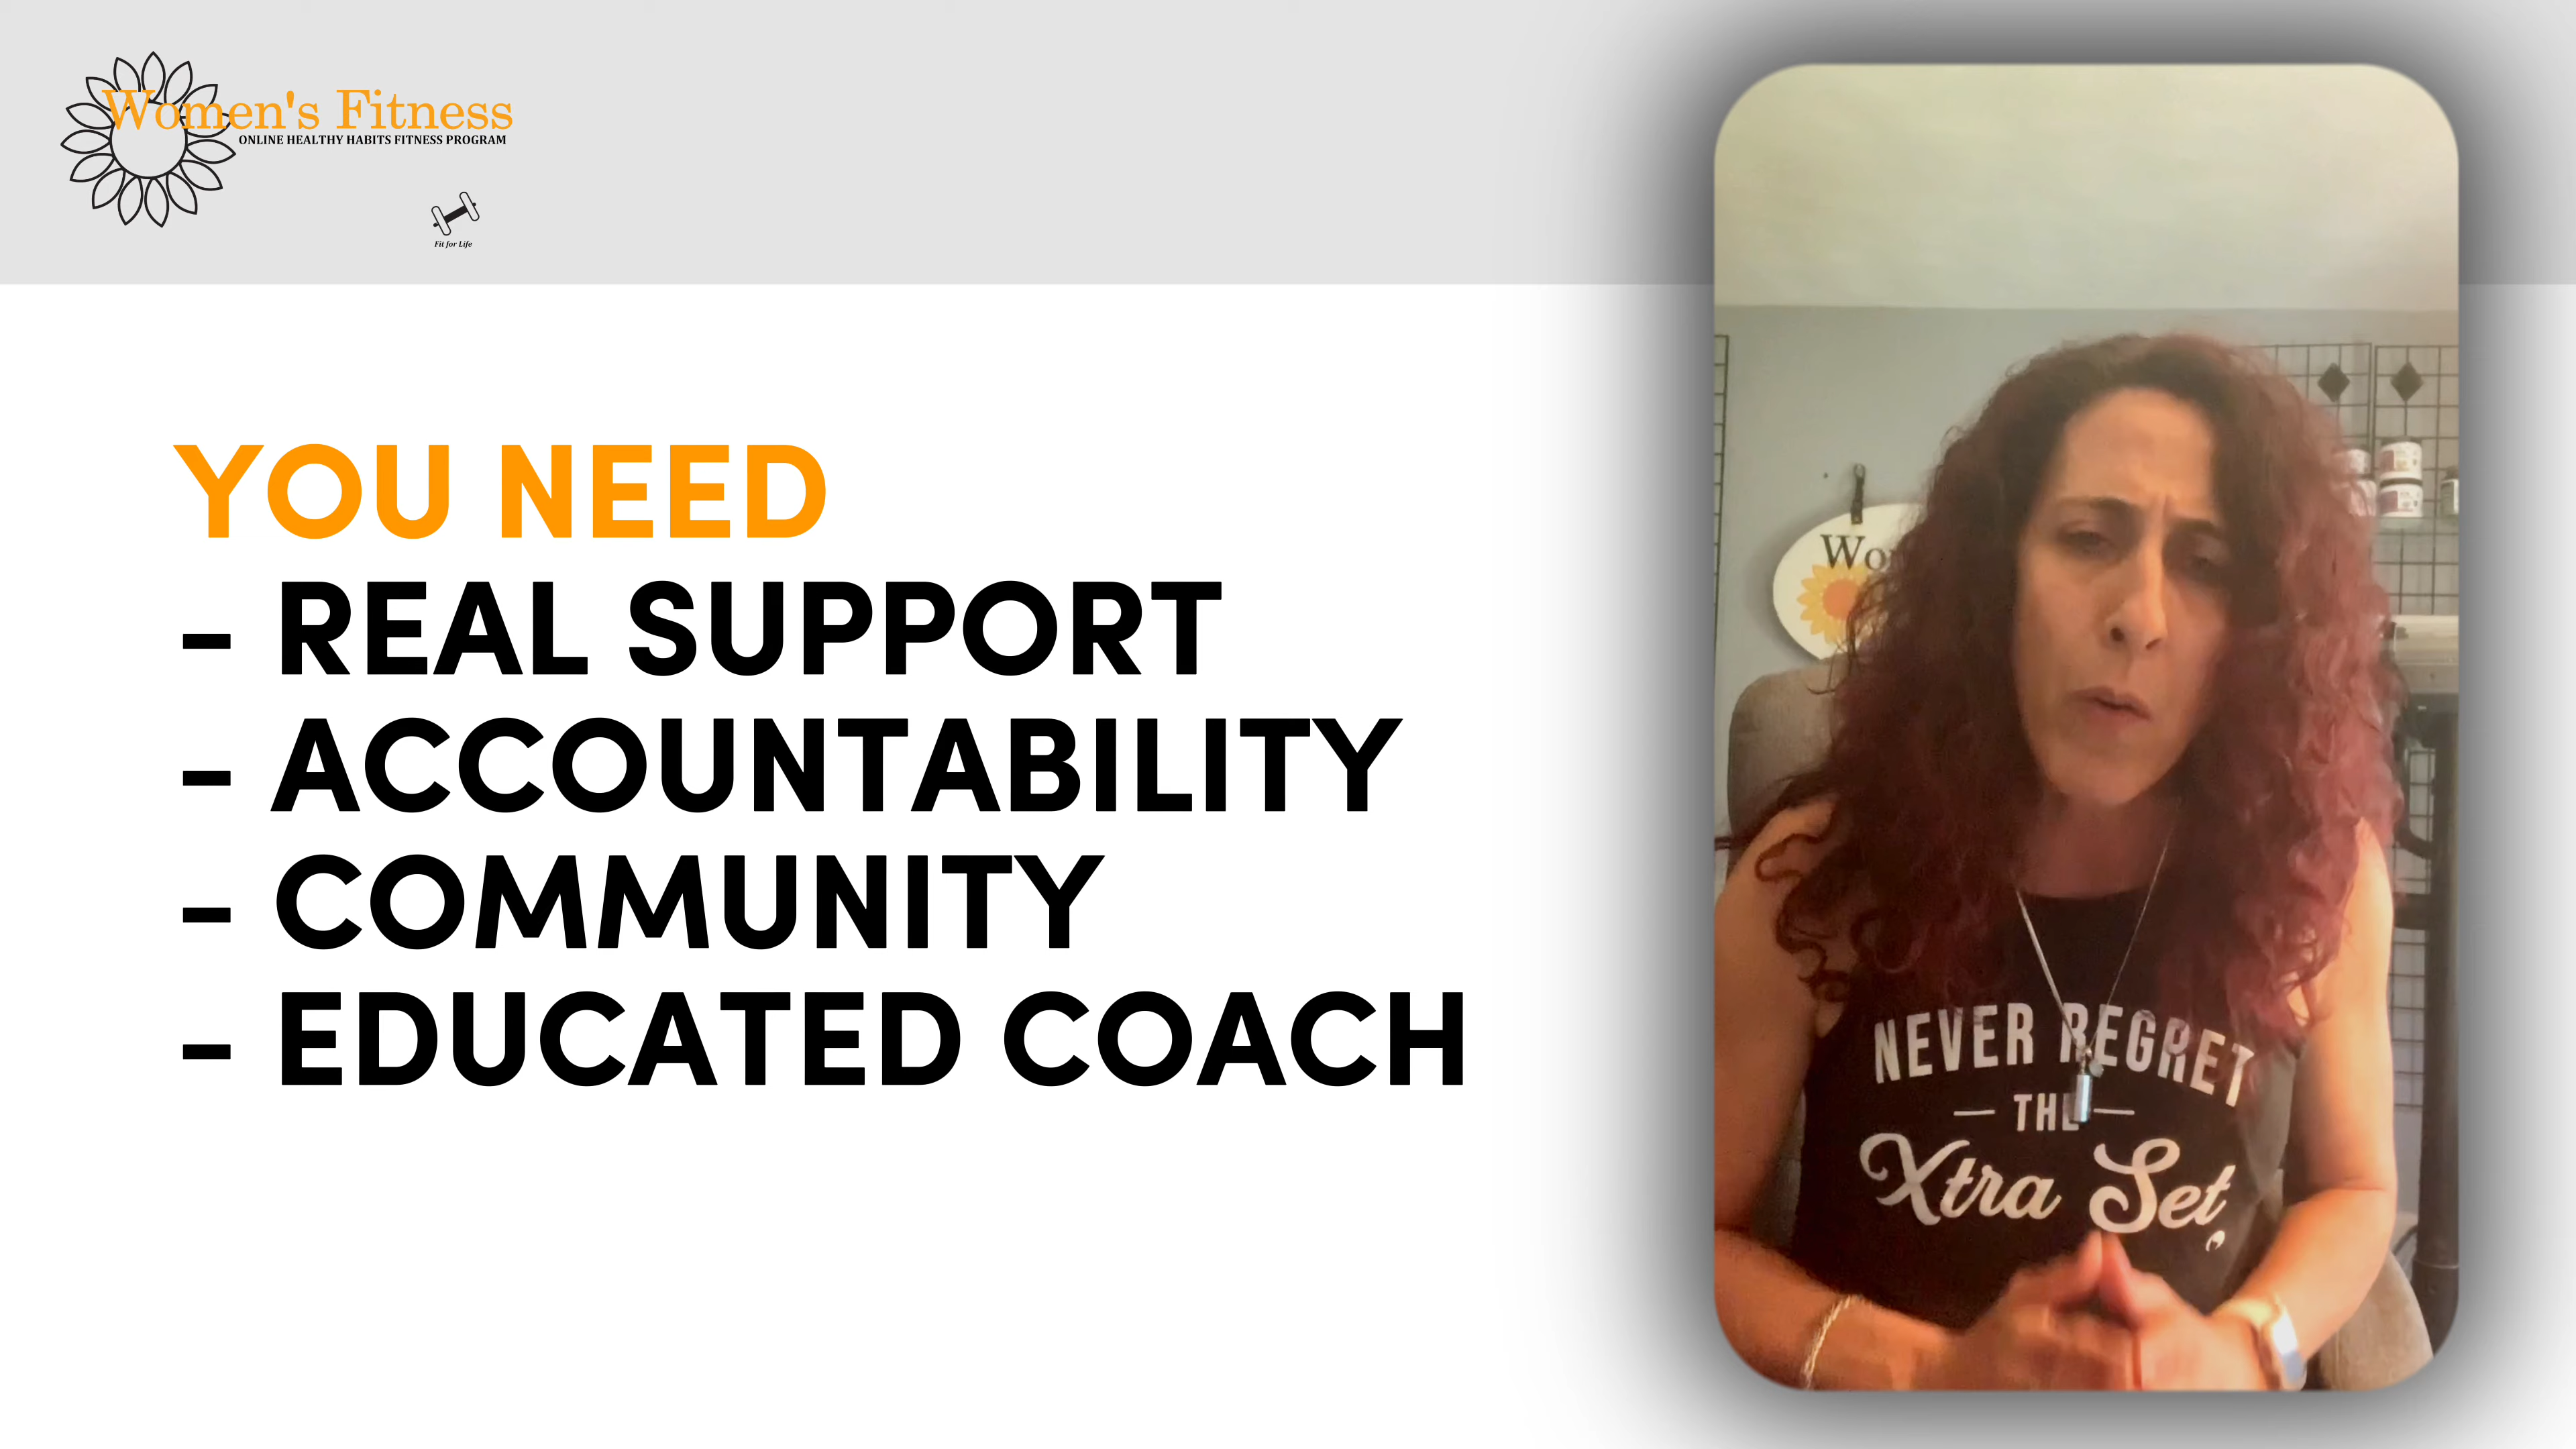 Women's Fitness
ONLINE HEALTHY HABITS FITNESS PROGRAM
Fit for Life
YOU NEED
- REAL SUPPORT
- ACCOUNTABILITY
- COMMUNITY
- EDUCATED COACH
NEVER REGRET
— THE —
Xtra Set